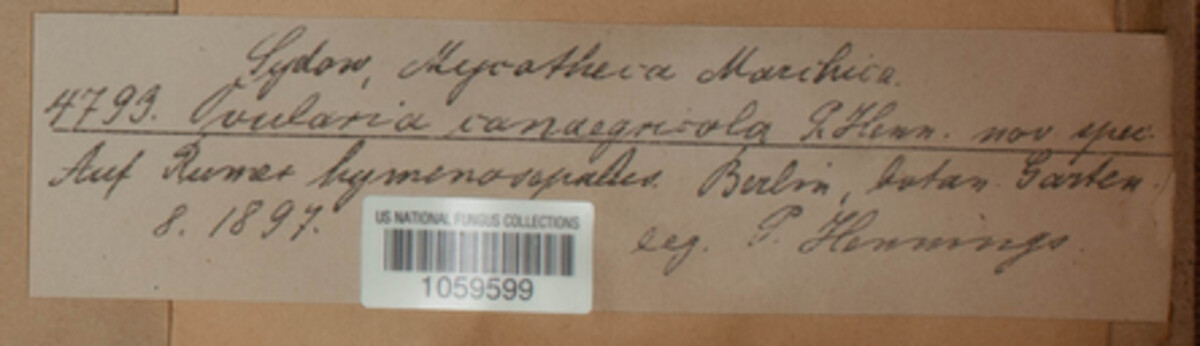 Sydow, Mycotheca Marchica.
4793. Ovularia canaegricola P. Henn. nov spec.
Auf Rumex hymenosepalus. Berlin, botan. Garten.
8. 1897. leg. P. Hennings.
US NATIONAL FUNGUS COLLECTIONS
1059599